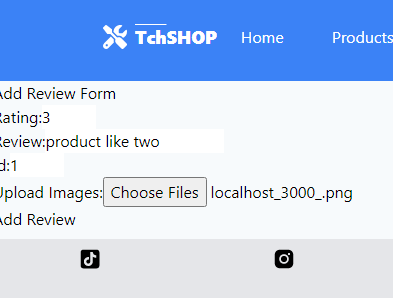 TchSHOP Home Products
Add Review Form
Rating:3
Review:product like two
id:1
Upload Images:Choose Files localhost_3000_.png
Add Review